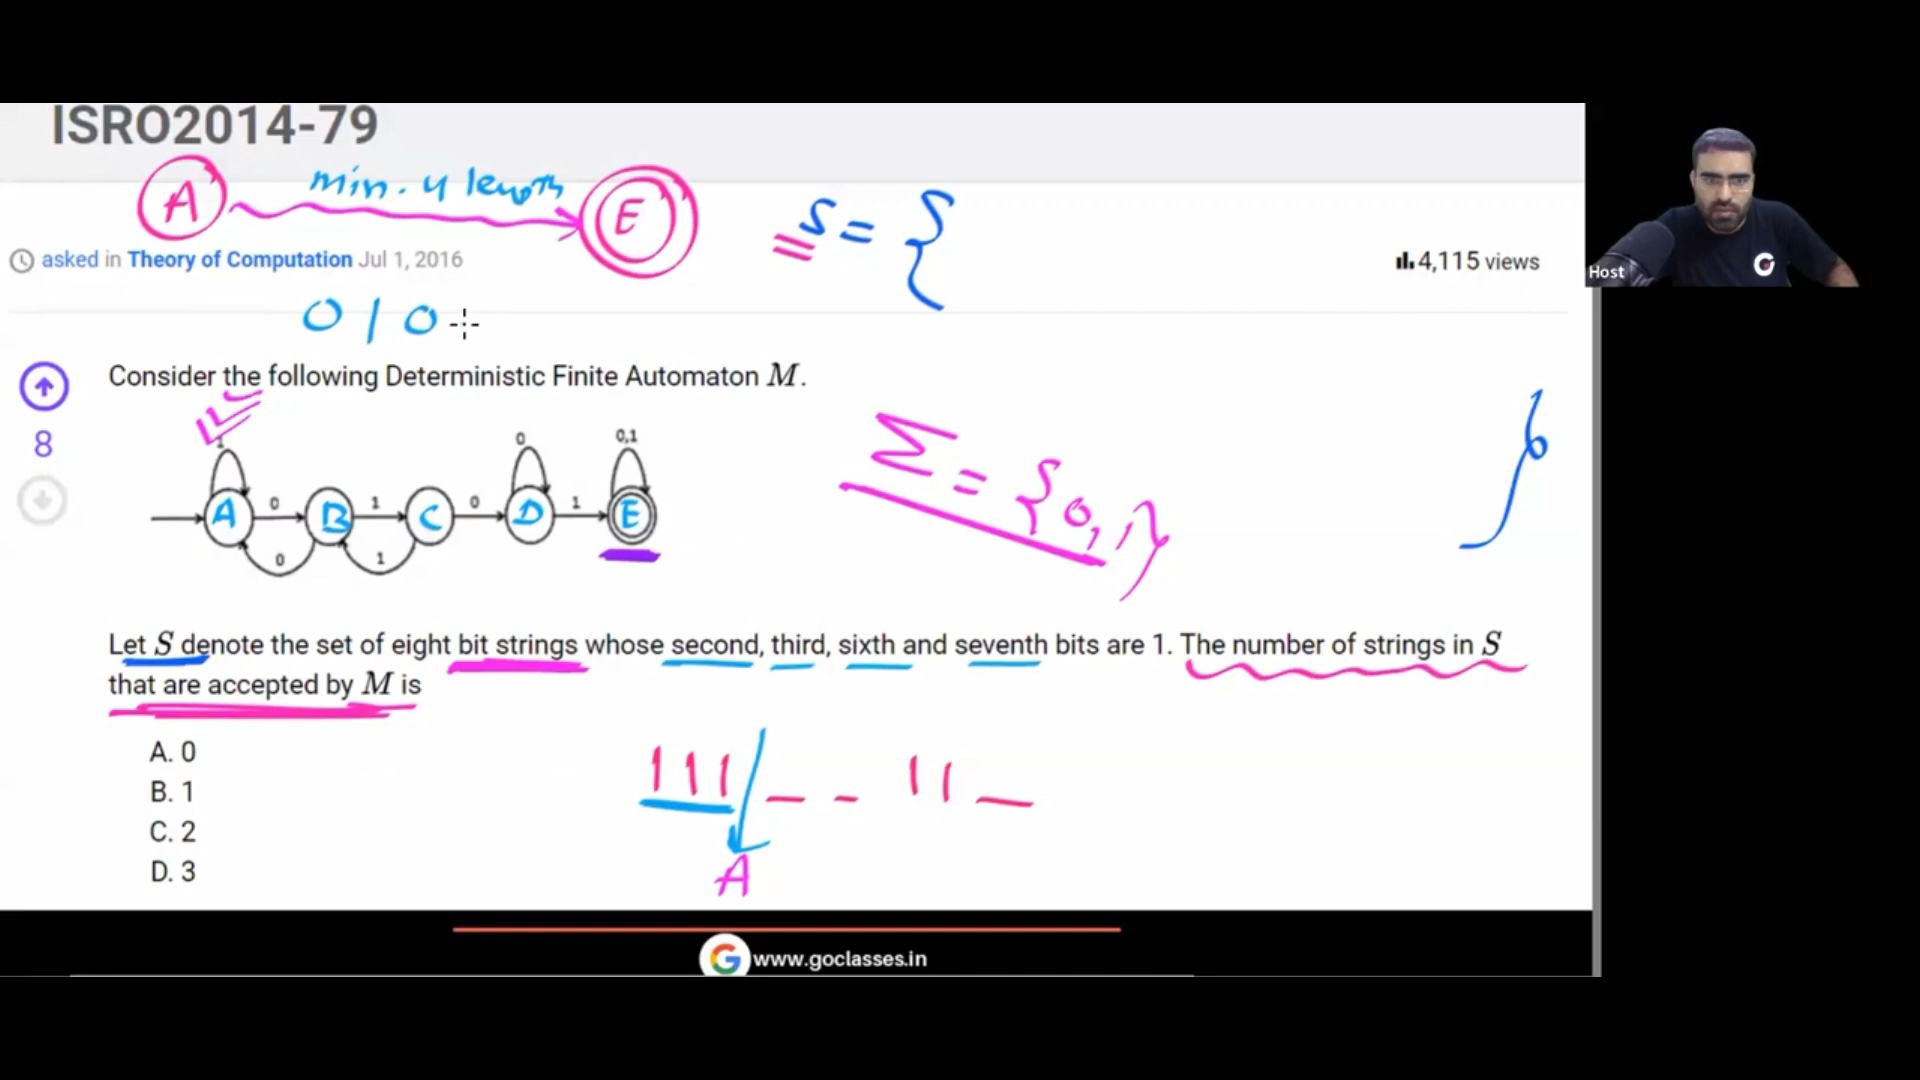 ISRO2014-79
A min. 4 length E S = {
asked in Theory of Computation Jul 1, 2016
4,115 views
Host
G
0 1 0
8
Consider the following Deterministic Finite Automaton M.
1 0 0,1
A 0 B 1 C 0 D 1 E
0 1
Σ = {0, 1}
Let S denote the set of eight bit strings whose second, third, sixth and seventh bits are 1. The number of strings in S
that are accepted by M is
A. 0
B. 1
C. 2
D. 3
1 1 1 _ _ 1 1 _
A
G www.goclasses.in